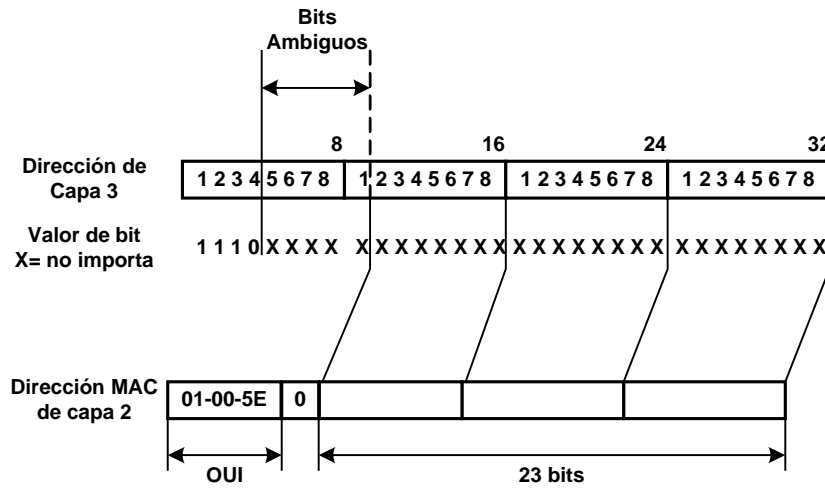 Bits
Ambiguos
8 16 24 32
Dirección de
Capa 3
1 2 3 4 5 6 7 8 1 2 3 4 5 6 7 8 1 2 3 4 5 6 7 8 1 2 3 4 5 6 7 8
Valor de bit
X= no importa
1 1 1 0 X X X X X X X X X X X X X X X X X X X X X X X X X X X X
Dirección MAC
de capa 2
01-00-5E 0
OUI 23 bits